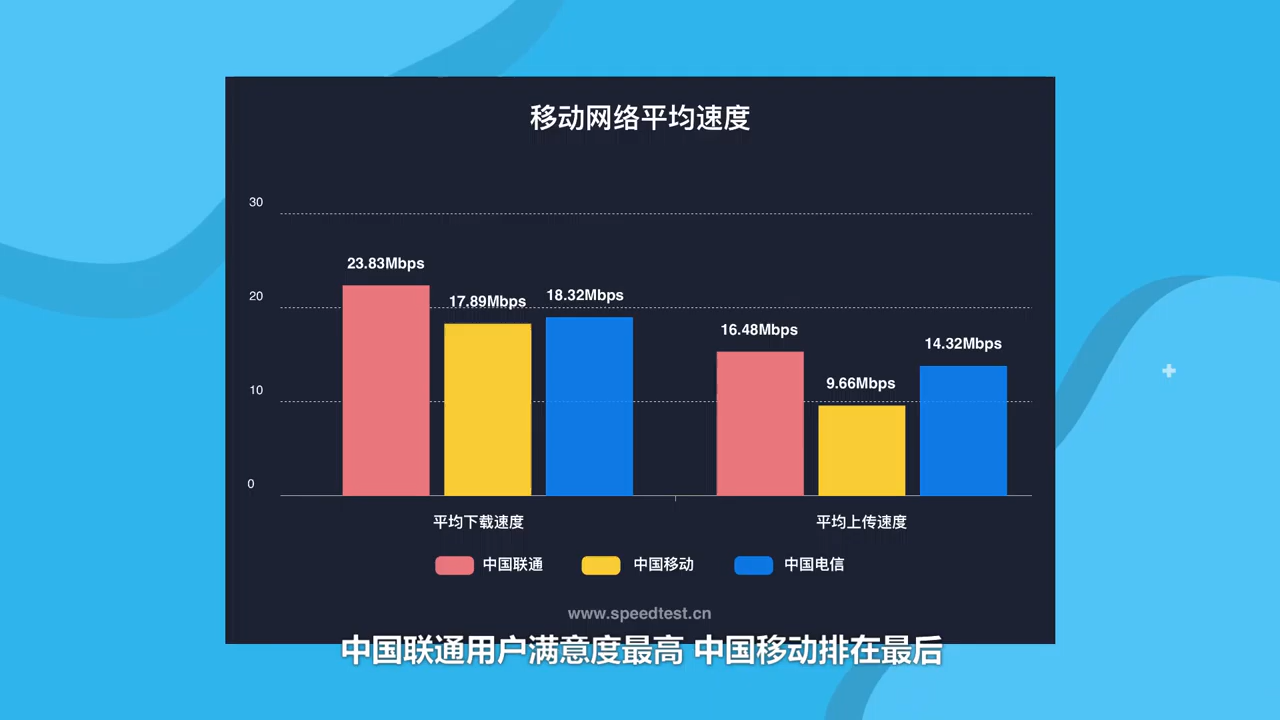 移动网络平均速度
30
23.83Mbps
20
17.89Mbps
18.32Mbps
16.48Mbps
14.32Mbps
10
9.66Mbps
0
平均下载速度
平均上传速度
中国联通
中国移动
中国电信
www.speedtest.cn
中国联通用户满意度最高 中国移动排在最后